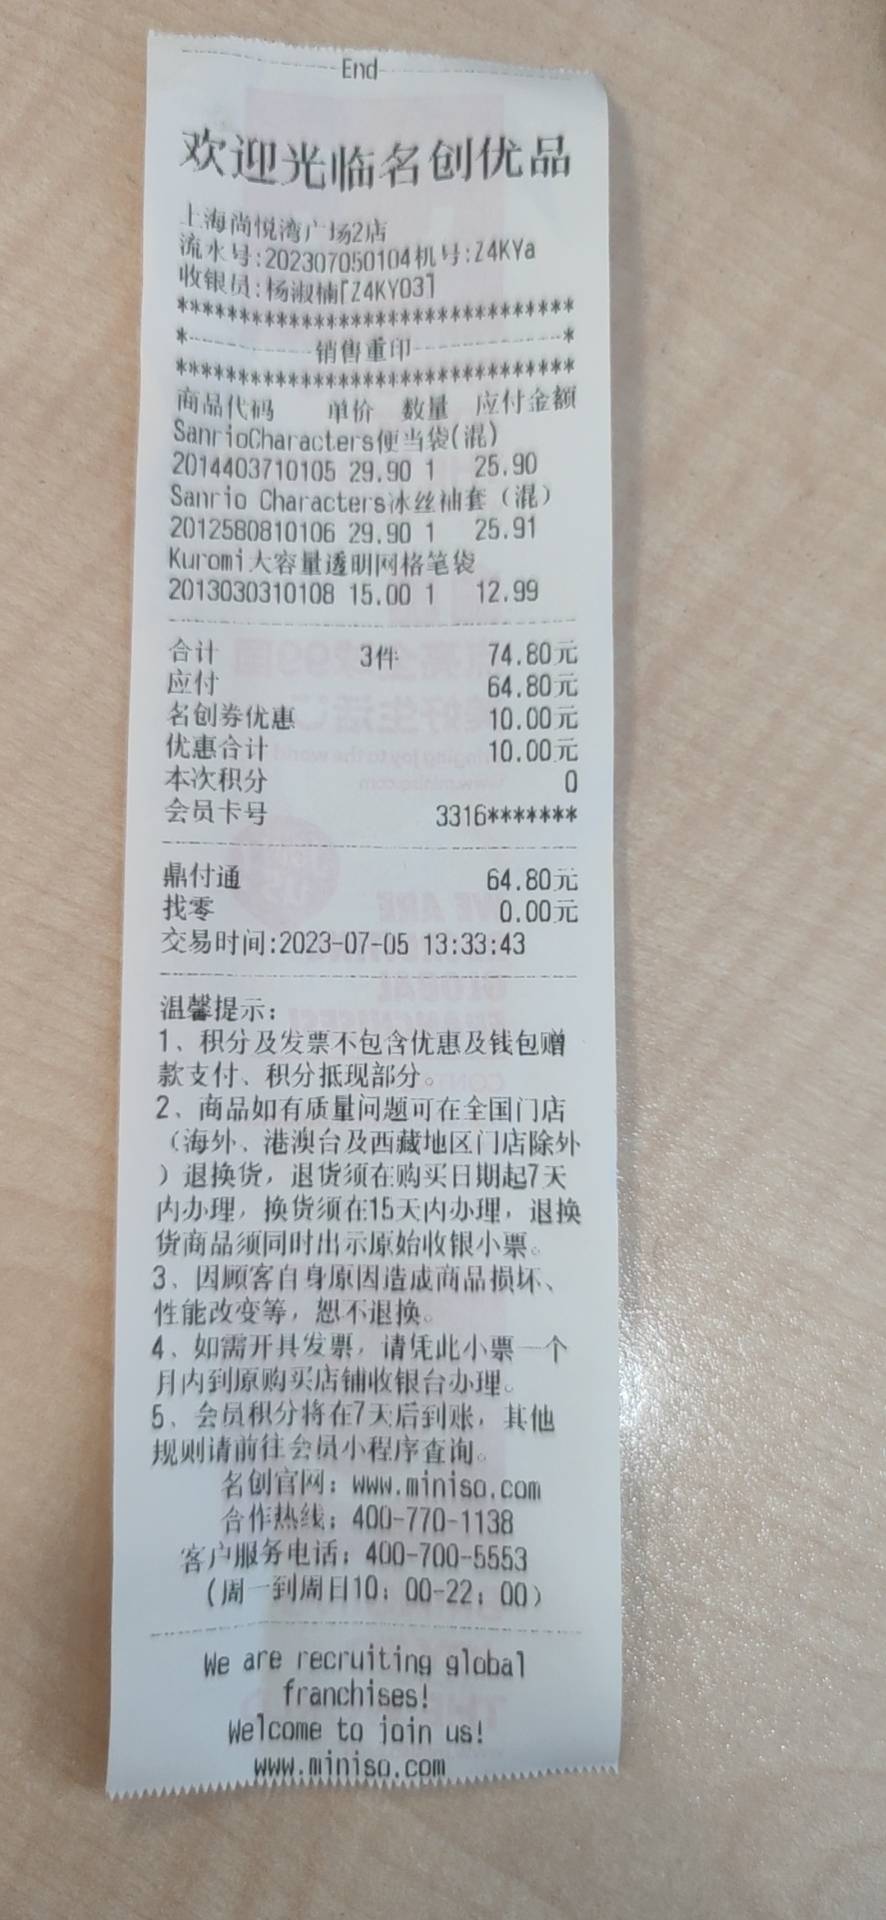 End
欢迎光临名创优品
上海尚悦湾广场2店
流水号:202307050104机号:Z4KYa
收银员:杨淑楠[Z4KY03]
******************************
*------------销售重印--------------*
******************************
商品代码 单价 数量 应付金额
SanrioCharacters便当袋(混)
2014403710105 29.90 1 25.90
Sanrio Characters冰丝袖套（混）
2012580810106 29.90 1 25.91
Kuromi大容量透明网格笔袋
2013030310108 15.00 1 12.99
合计 3件 74.80元
应付 64.80元
名创券优惠 10.00元
优惠合计 10.00元
本次积分 0
会员卡号 3316*******
鼎付通 64.80元
找零 0.00元
交易时间:2023-07-05 13:33:43
温馨提示:
1、积分及发票不包含优惠及钱包赠
款支付、积分抵现部分。
2、商品如有质量问题可在全国门店
（海外、港澳台及西藏地区门店除外
）退换货，退货须在购买日期起7天
内办理，换货须在15天内办理，退换
货商品须同时出示原始收银小票。
3、因顾客自身原因造成商品损坏、
性能改变等，恕不退换。
4、如需开具发票，请凭此小票一个
月内到原购买店铺收银台办理。
5、会员积分将在7天后到账，其他
规则请前往会员小程序查询。
名创官网：www.miniso.com
合作热线：400-770-1138
客户服务电话：400-700-5553
(周一到周日10：00-22：00)
We are recruiting global
franchises!
Welcome to join us!
www.miniso.com